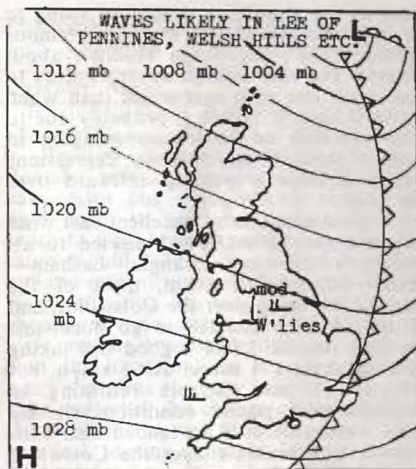 WAVES LIKELY IN LEE OF
PENNINES, WELSH HILLS ETC.
L
1012 mb 1008 mb 1004 mb
1016 mb
1020 mb
1024
mb
mod
W'lies
1028 mb
H